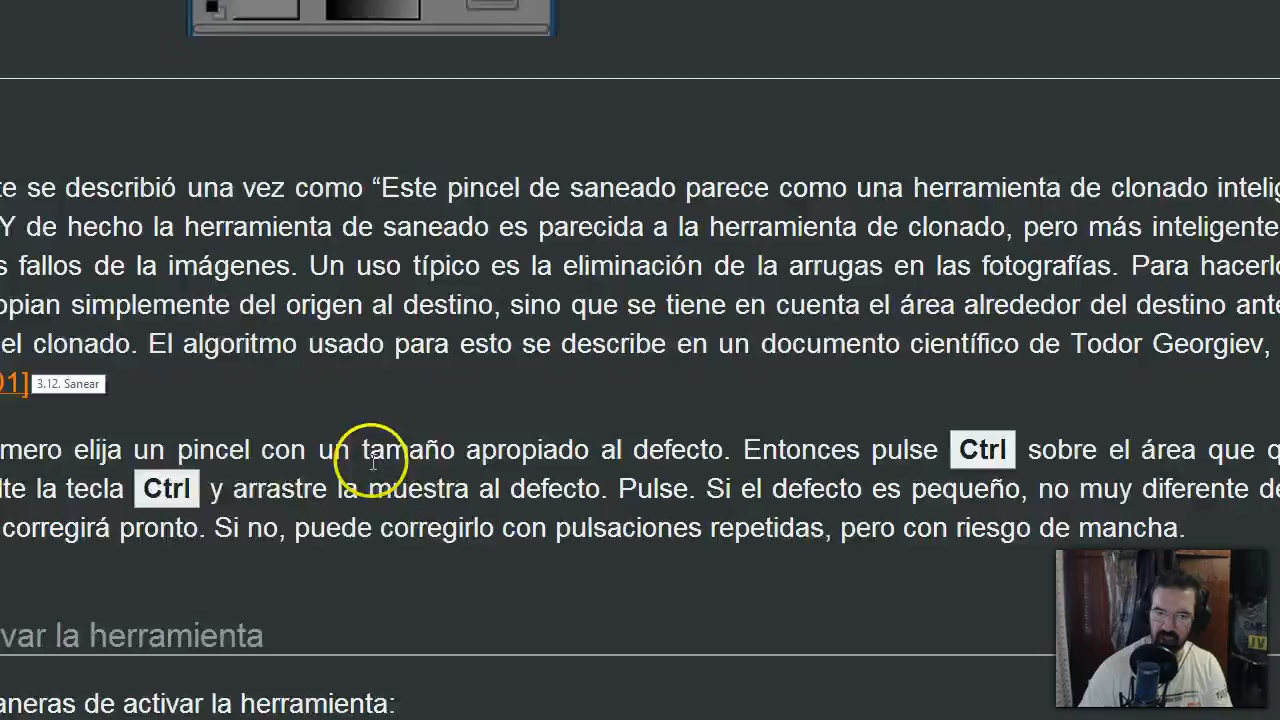 te se describió una vez como “Este pincel de saneado parece como una herramienta de clonado intelig
Y de hecho la herramienta de saneado es parecida a la herramienta de clonado, pero más inteligente
s fallos de la imágenes. Un uso típico es la eliminación de la arrugas en las fotografías. Para hacerlo
opian simplemente del origen al destino, sino que se tiene en cuenta el área alrededor del destino ante
el clonado. El algoritmo usado para esto se describe en un documento científico de Todor Georgiev,
01] 3.12. Sanear
mero elija un pincel con un tamaño apropiado al defecto. Entonces pulse Ctrl sobre el área que q
lte la tecla Ctrl y arrastre la muestra al defecto. Pulse. Si el defecto es pequeño, no muy diferente de
corregirá pronto. Si no, puede corregirlo con pulsaciones repetidas, pero con riesgo de mancha.
var la herramienta
aneras de activar la herramienta: